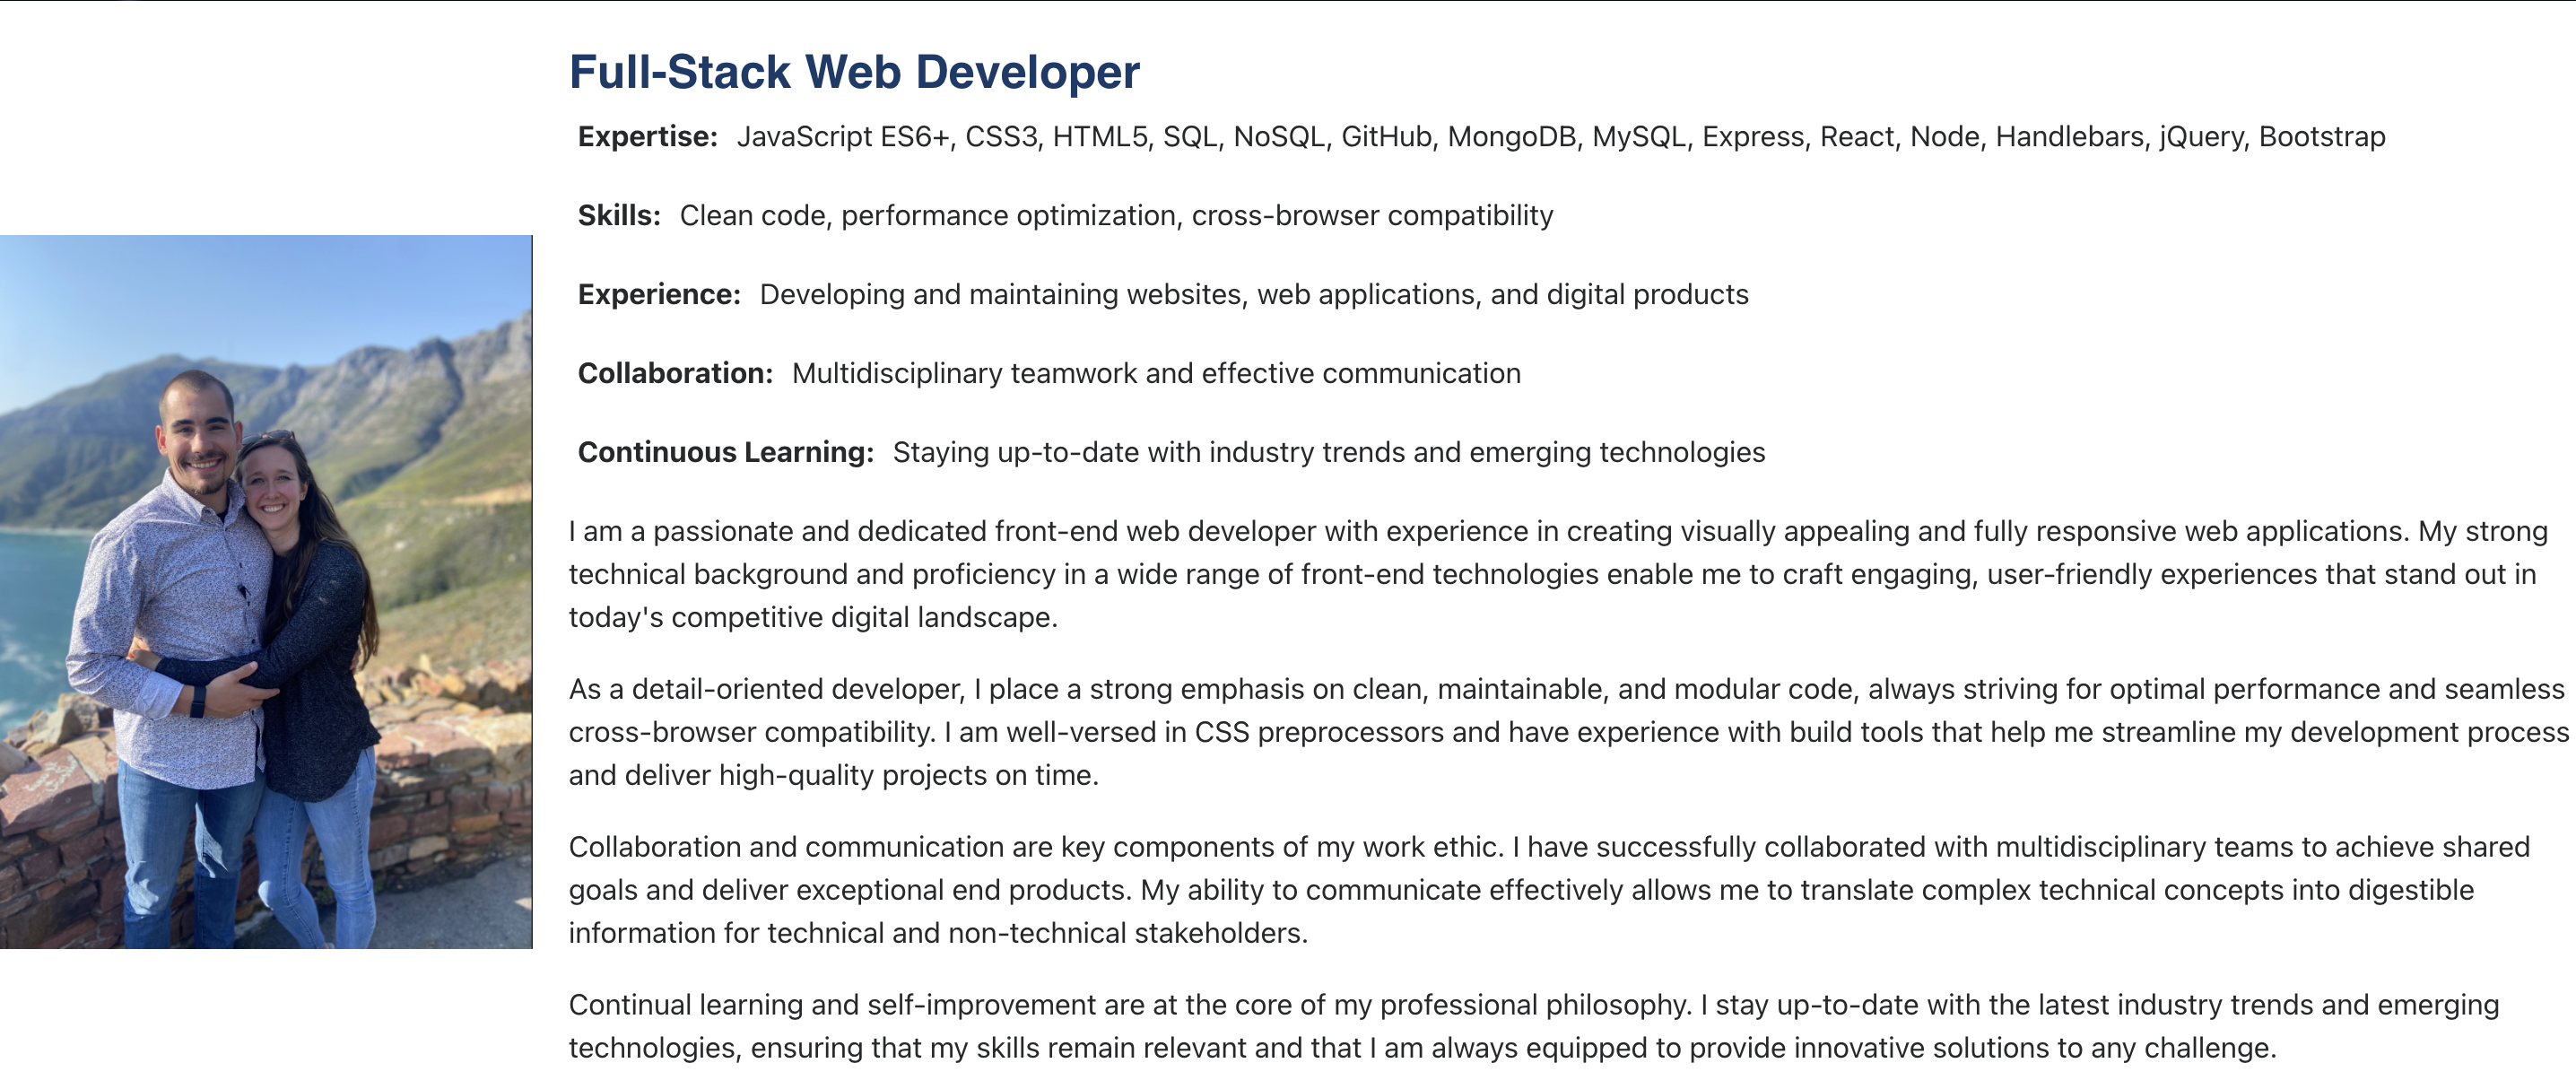 Full-Stack Web Developer
Expertise: JavaScript ES6+, CSS3, HTML5, SQL, NoSQL, GitHub, MongoDB, MySQL, Express, React, Node, Handlebars, jQuery, Bootstrap
Skills: Clean code, performance optimization, cross-browser compatibility
Experience: Developing and maintaining websites, web applications, and digital products
Collaboration: Multidisciplinary teamwork and effective communication
Continuous Learning: Staying up-to-date with industry trends and emerging technologies
I am a passionate and dedicated front-end web developer with experience in creating visually appealing and fully responsive web applications. My strong
technical background and proficiency in a wide range of front-end technologies enable me to craft engaging, user-friendly experiences that stand out in
today's competitive digital landscape.
As a detail-oriented developer, I place a strong emphasis on clean, maintainable, and modular code, always striving for optimal performance and seamless
cross-browser compatibility. I am well-versed in CSS preprocessors and have experience with build tools that help me streamline my development process
and deliver high-quality projects on time.
Collaboration and communication are key components of my work ethic. I have successfully collaborated with multidisciplinary teams to achieve shared
goals and deliver exceptional end products. My ability to communicate effectively allows me to translate complex technical concepts into digestible
information for technical and non-technical stakeholders.
Continual learning and self-improvement are at the core of my professional philosophy. I stay up-to-date with the latest industry trends and emerging
technologies, ensuring that my skills remain relevant and that I am always equipped to provide innovative solutions to any challenge.